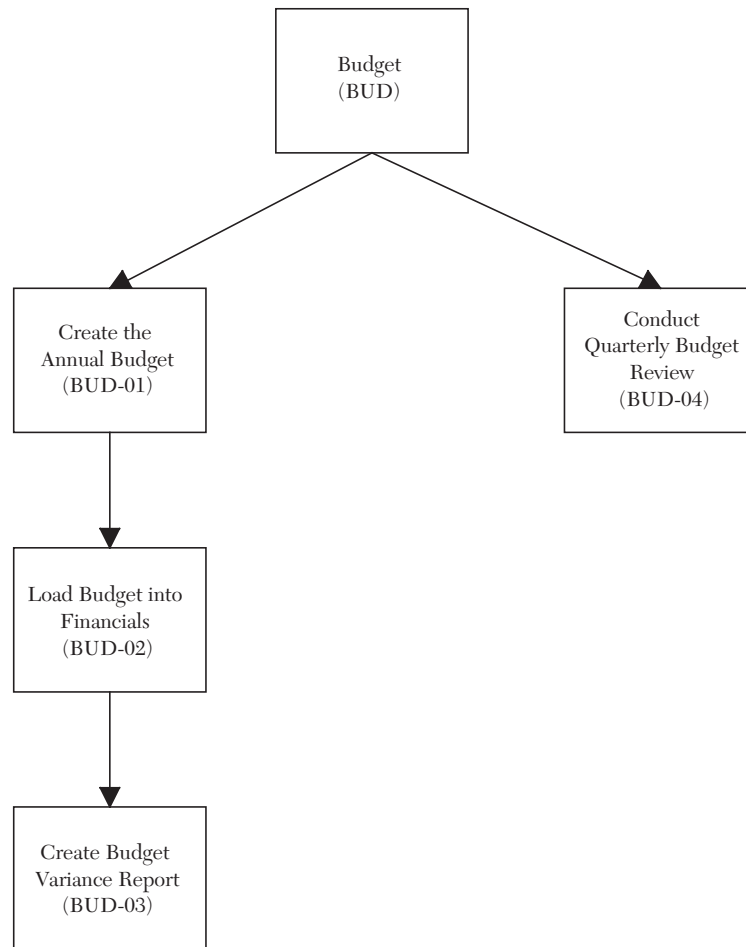 Budget
(BUD)
Create the
Annual Budget
(BUD-01)
Conduct
Quarterly Budget
Review
(BUD-04)
Load Budget into
Financials
(BUD-02)
Create Budget
Variance Report
(BUD-03)